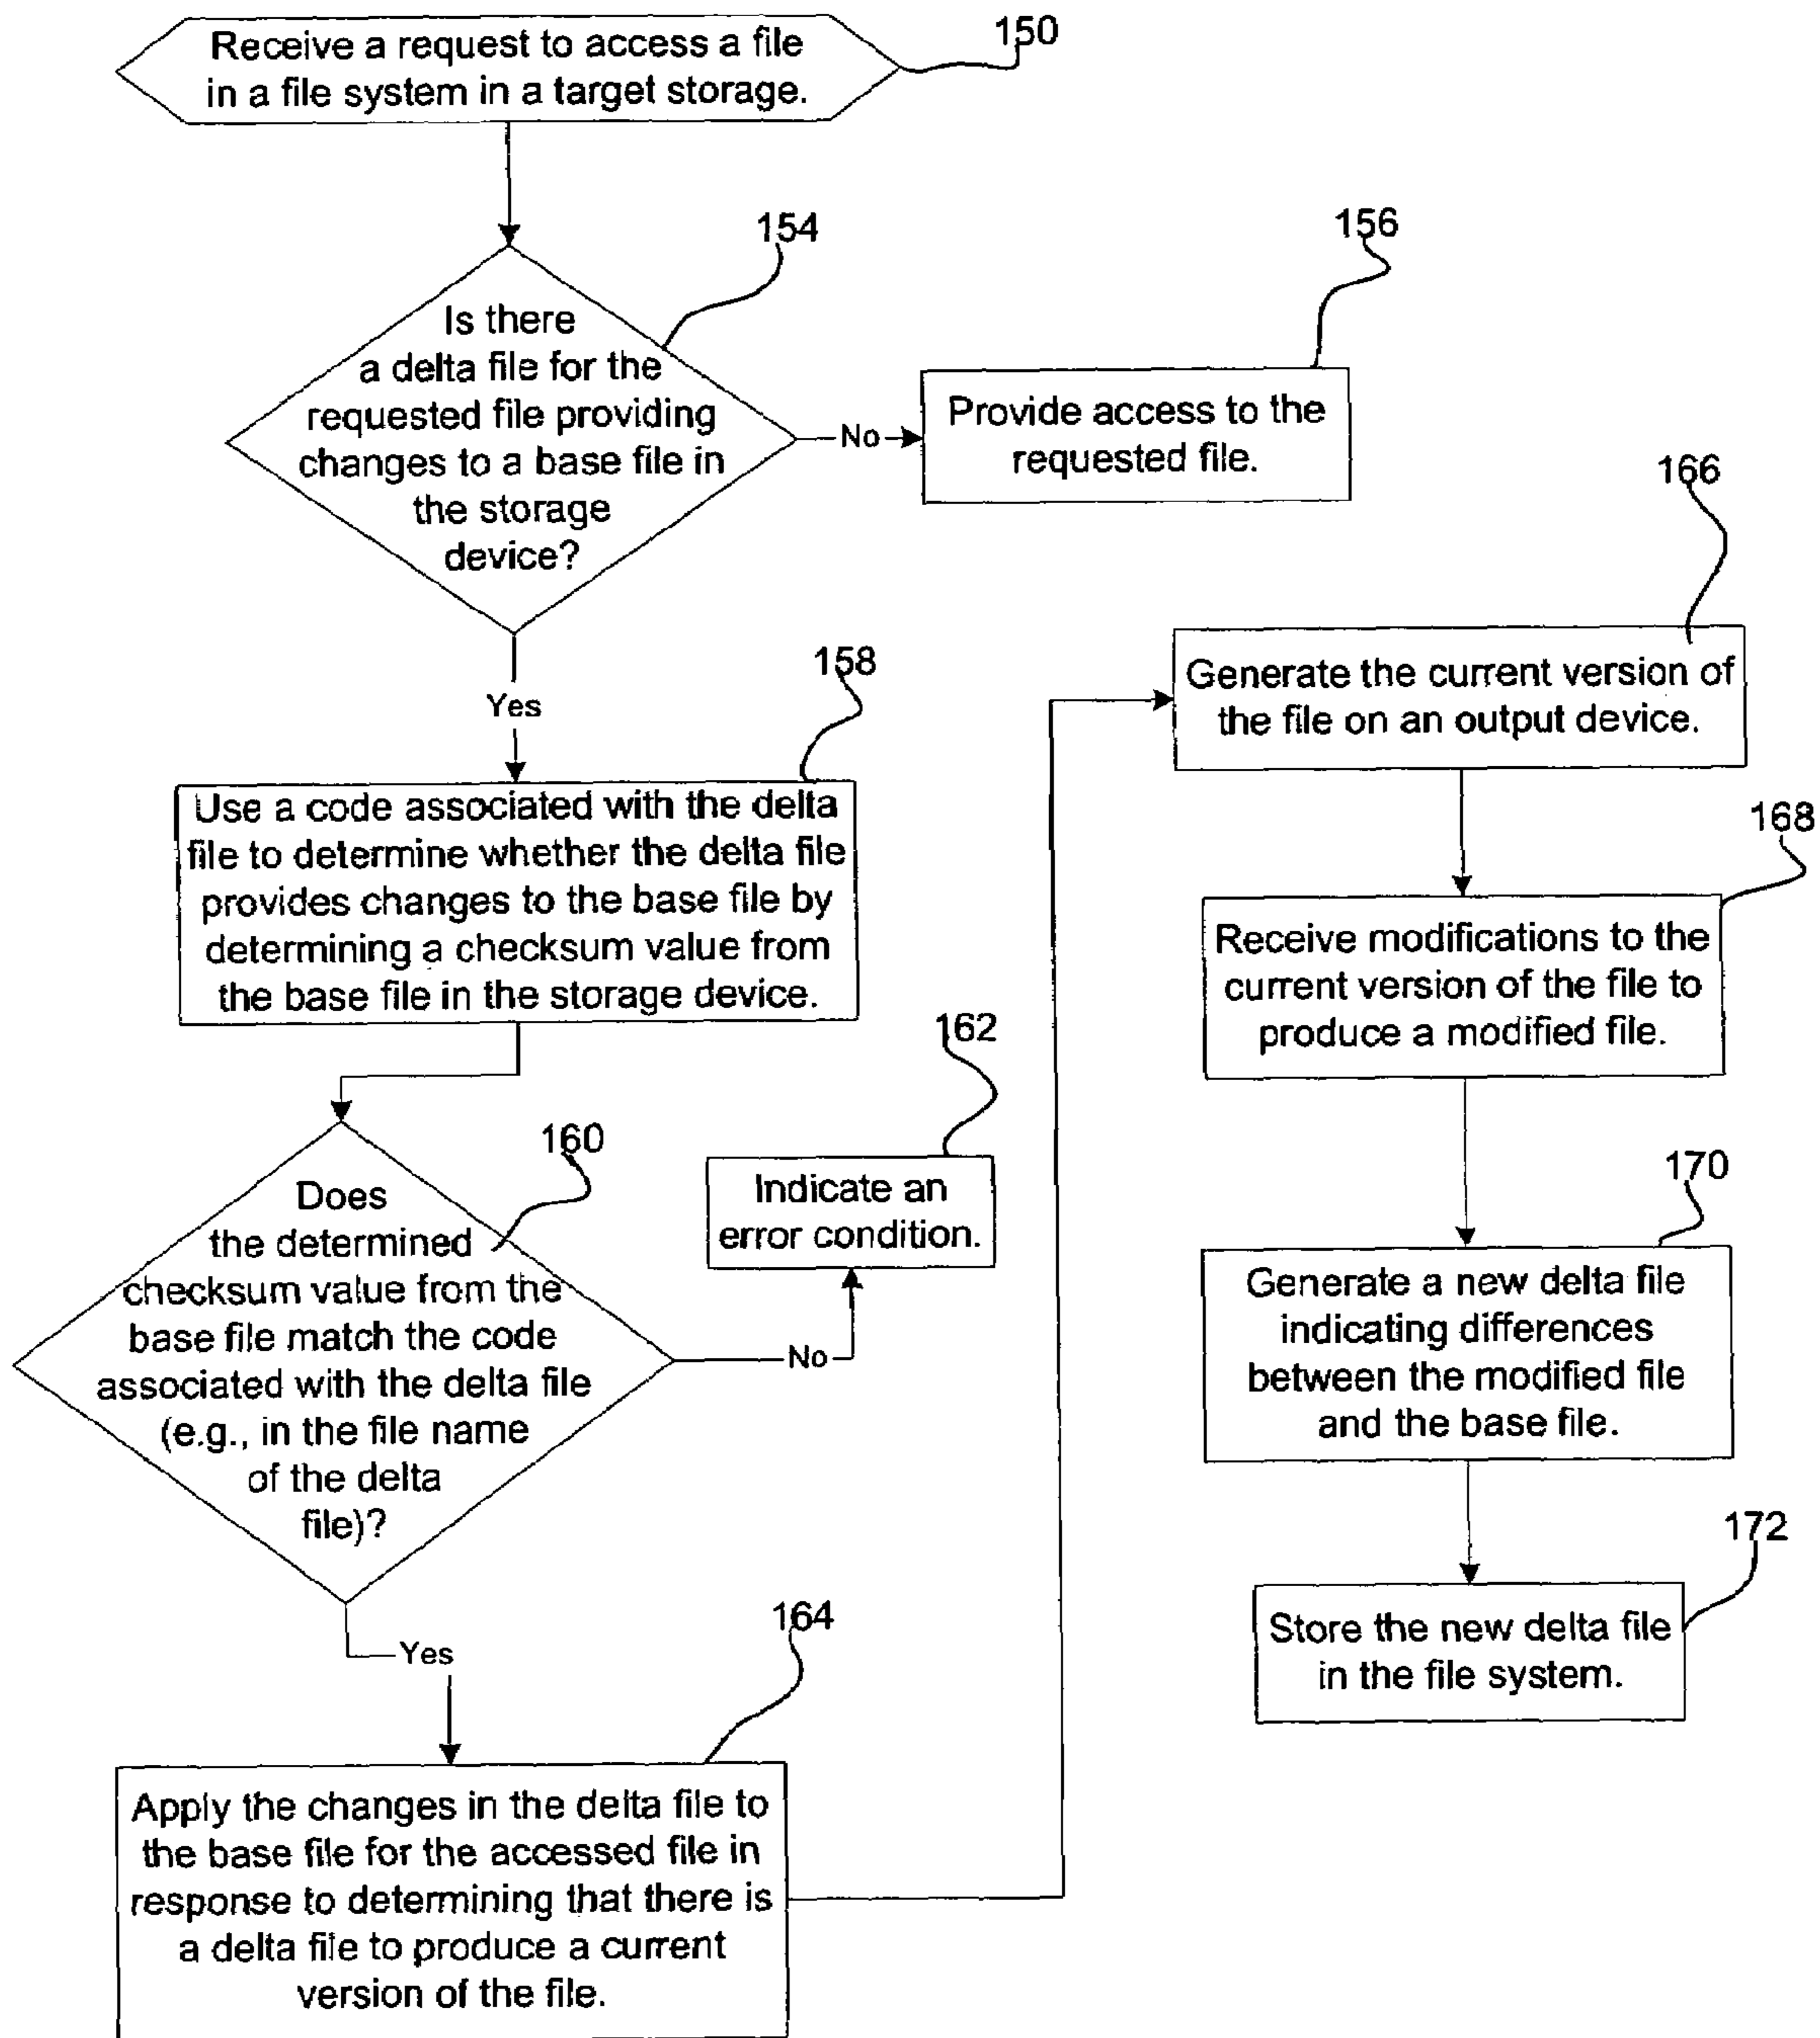 Receive a request to access a file
in a file system in a target storage.
150
154
Is there
a delta file for the
requested file providing
changes to a base file in
the storage
device?
No
156
Provide access to the
requested file.
Yes
158
Use a code associated with the delta
file to determine whether the delta file
provides changes to the base file by
determining a checksum value from
the base file in the storage device.
160
Does
the determined
checksum value from the
base file match the code
associated with the delta file
(e.g., in the file name
of the delta
file)?
No
162
Indicate an
error condition.
Yes
164
Apply the changes in the delta file to
the base file for the accessed file in
response to determining that there is
a delta file to produce a current
version of the file.
166
Generate the current version of
the file on an output device.
168
Receive modifications to the
current version of the file to
produce a modified file.
170
Generate a new delta file
indicating differences
between the modified file
and the base file.
172
Store the new delta file
in the file system.